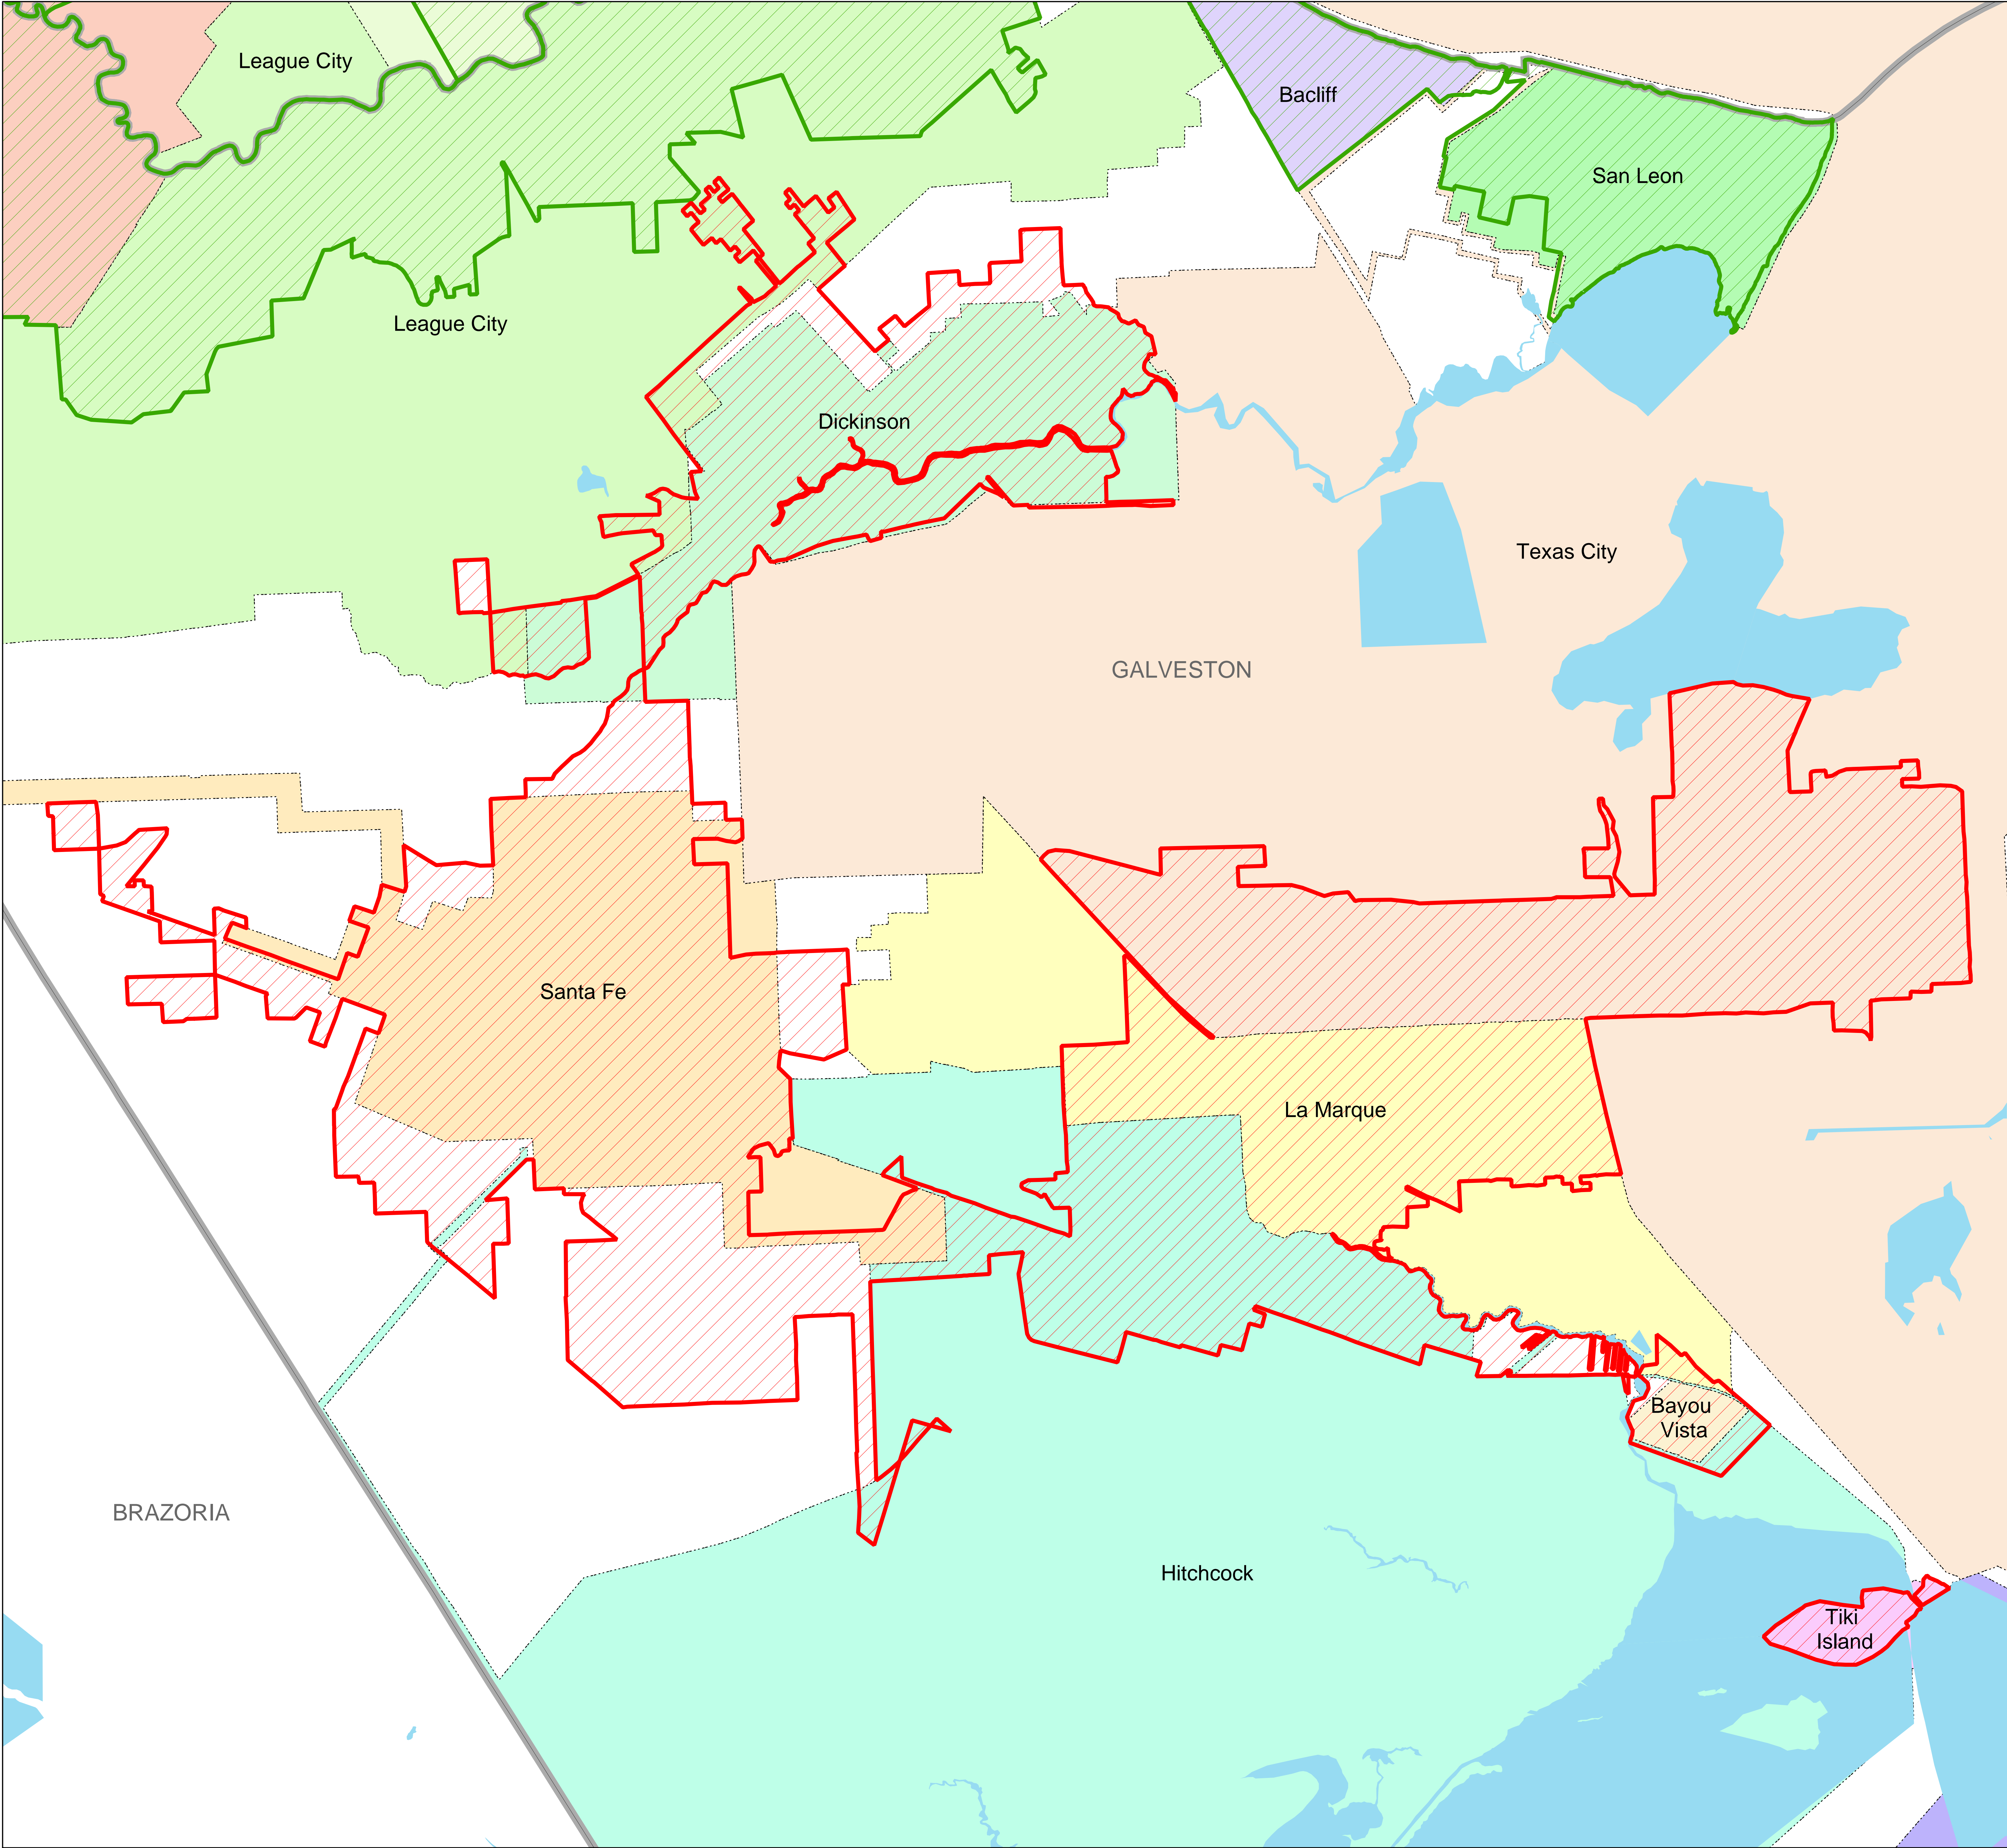 League City
Bacliff
San Leon
League City
Dickinson
Texas City
GALVESTON
Santa Fe
La Marque
Bayou
Vista
BRAZORIA
Hitchcock
Tiki
Island